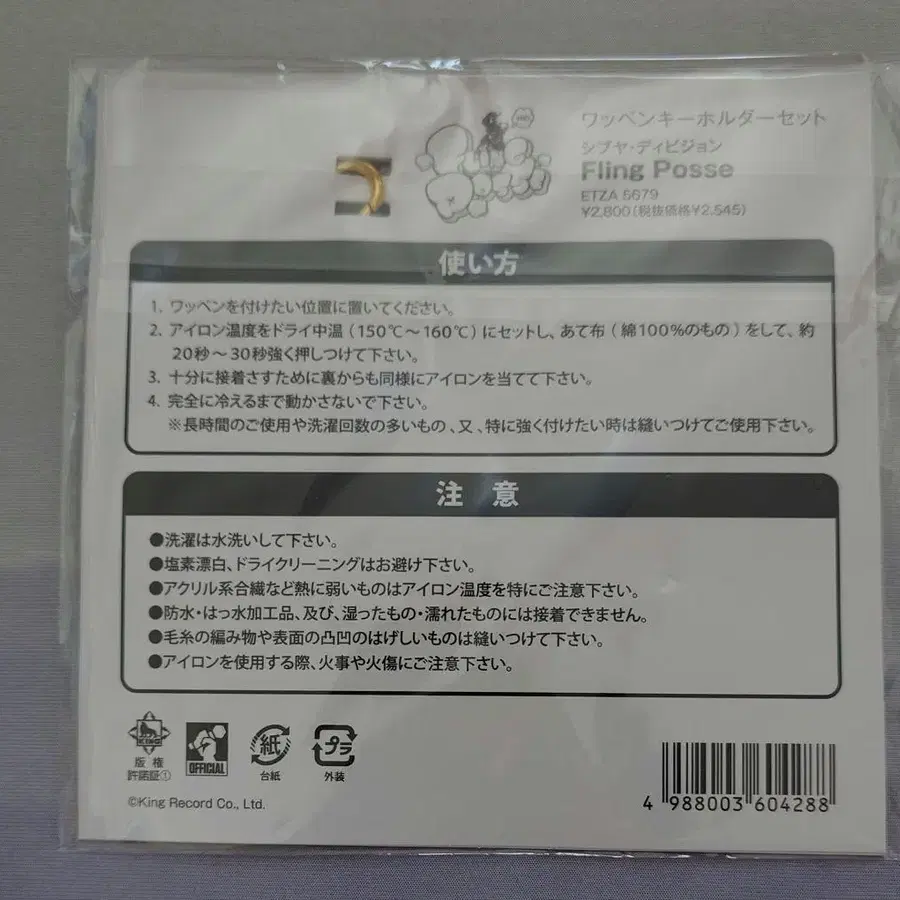 ワッペンキーホルダーセット
シブヤ・ディビジョン
Fling Posse
ETZA 5679
¥2,800（税抜価格¥2,545）
使い方
1. ワッペンを付けたい位置に置いてください。
2. アイロン温度をドライ中温（150℃～160℃）にセットし、あて布（綿100％のもの）をして、約
20秒～30秒強く押しつけて下さい。
3. 十分に接着さすために裏からも同様にアイロンを当てて下さい。
4. 完全に冷えるまで動かさないで下さい。
※長時間のご使用や洗濯回数の多いもの、又、特に強く付けたい時は縫いつけてご使用下さい。
注 意
●洗濯は水洗いして下さい。
●塩素漂白、ドライクリーニングはお避け下さい。
●アクリル系合繊など熱に弱いものはアイロン温度を特にご注意下さい。
●防水・はっ水加工品、及び、湿ったもの・濡れたものには接着できません。
●毛糸の編み物や表面の凸凹のはげしいものは縫いつけて下さい。
●アイロンを使用する際、火事や火傷にご注意下さい。
KING
版権
許諾証①
OFFICIAL
紙
台紙
プラ
外装
©King Record Co., Ltd.
4 988003 604288